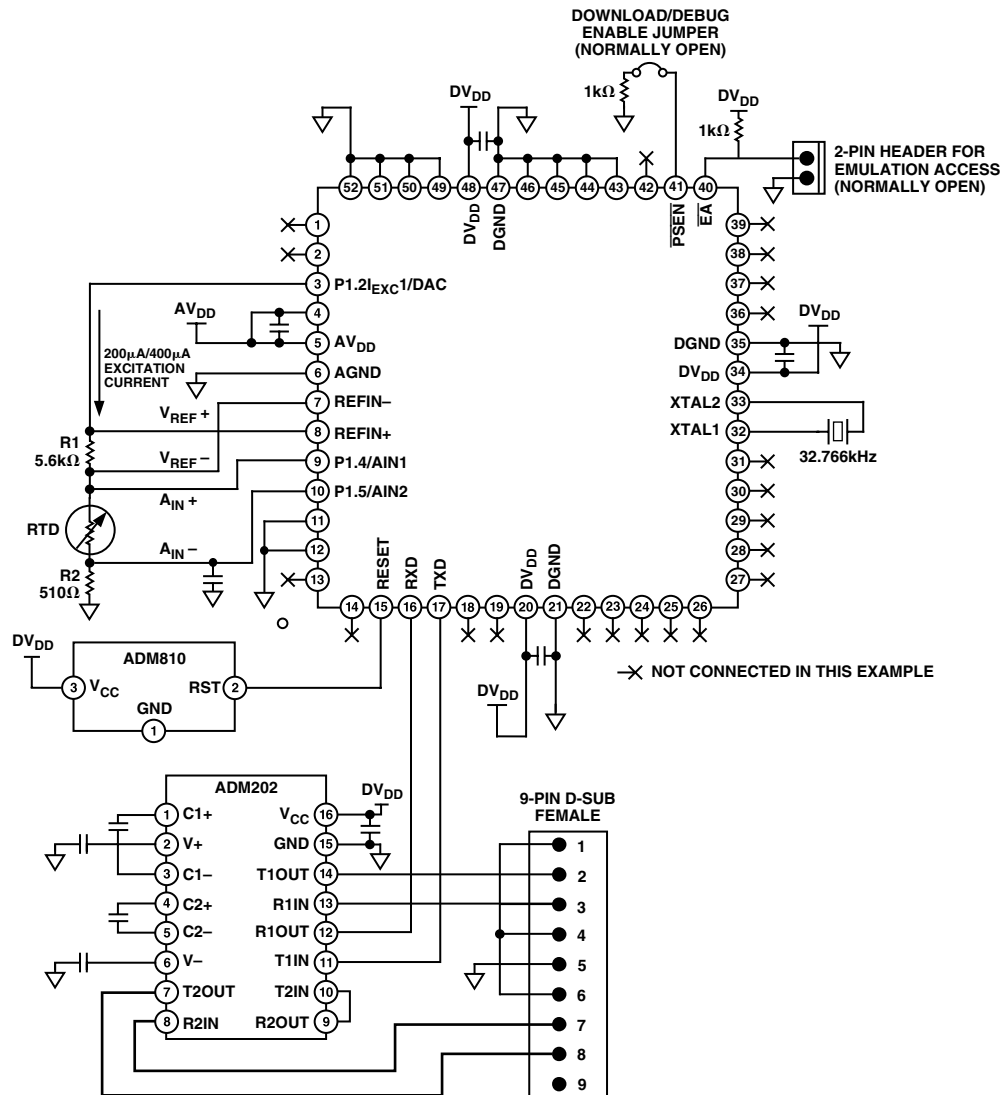 DOWNLOAD/DEBUG
ENABLE JUMPER
(NORMALLY OPEN)
1kΩ
DVDD
DVDD
1kΩ
2-PIN HEADER FOR
EMULATION ACCESS
(NORMALLY OPEN)
52 51 50 49 48 47 46 45 44 43 42 41 40
DVDD
DGND
PSEN
EA
1
2
3 P1.2IEXC1/DAC
4
5 AVDD
6 AGND
7 REFIN–
8 REFIN+
9 P1.4/AIN1
10 P1.5/AIN2
11
12
13
AVDD
200µA/400µA
EXCITATION
CURRENT
VREF+
R1
5.6kΩ
VREF–
AIN+
RTD
AIN–
R2
510Ω
39
38
37
36
DVDD
DGND 35
DVDD 34
XTAL2 33
XTAL1 32
32.766kHz
31
30
29
28
27
RESET
RXD
TXD
DVDD
DGND
14 15 16 17 18 19 20 21 22 23 24 25 26
DVDD
NOT CONNECTED IN THIS EXAMPLE
DVDD
ADM810
3 VCC
RST 2
GND
1
ADM202
DVDD
1 C1+
2 V+
3 C1–
4 C2+
5 C2–
6 V–
7 T2OUT
8 R2IN
VCC 16
GND 15
T1OUT 14
R1IN 13
R1OUT 12
T1IN 11
T2IN 10
R2OUT 9
9-PIN D-SUB
FEMALE
1
2
3
4
5
6
7
8
9